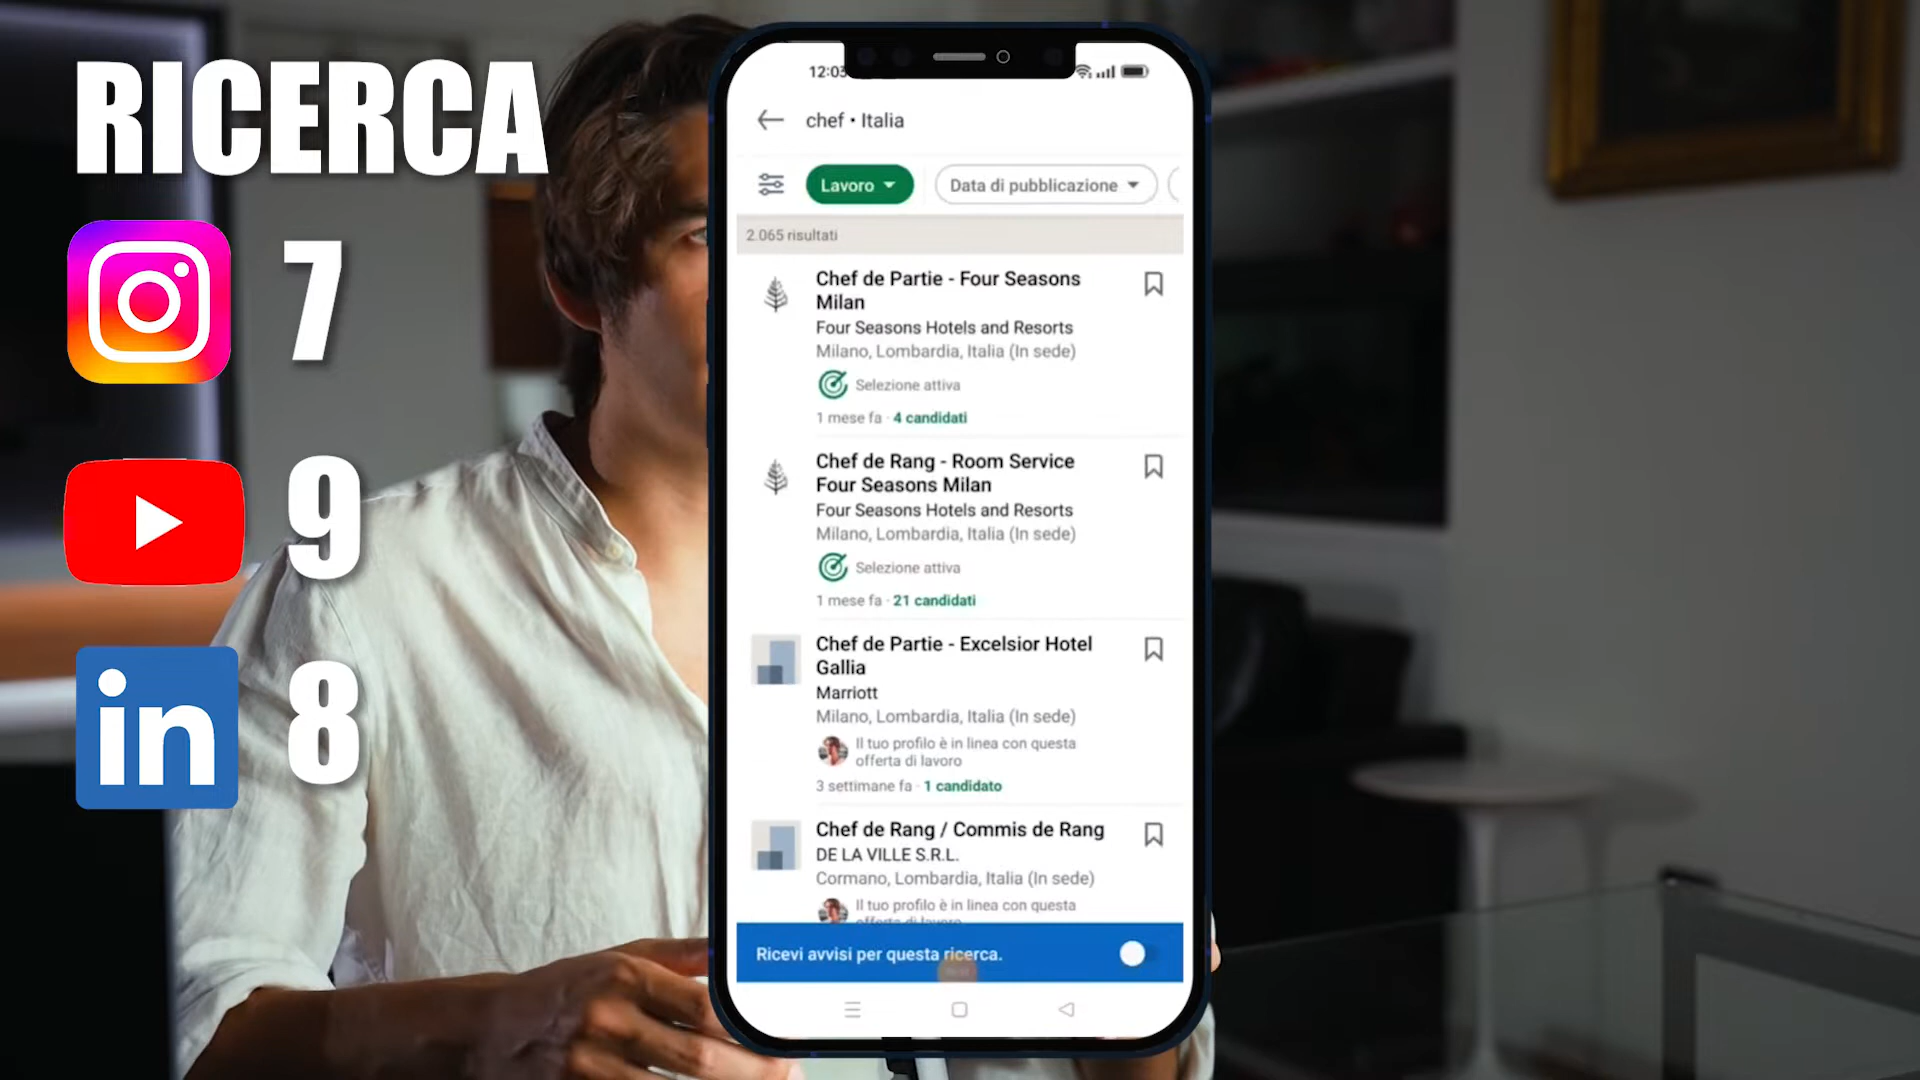 RICERCA
7
9
in 8
12:03
chef • Italia
Lavoro
Data di pubblicazione
2.065 risultati
Chef de Partie - Four Seasons
Milan
Four Seasons Hotels and Resorts
Milano, Lombardia, Italia (In sede)
Selezione attiva
1 mese fa · 4 candidati
Chef de Rang - Room Service
Four Seasons Milan
Four Seasons Hotels and Resorts
Milano, Lombardia, Italia (In sede)
Selezione attiva
1 mese fa · 21 candidati
Chef de Partie - Excelsior Hotel
Gallia
Marriott
Milano, Lombardia, Italia (In sede)
Il tuo profilo è in linea con questa
offerta di lavoro
3 settimane fa · 1 candidato
Chef de Rang / Commis de Rang
DE LA VILLE S.R.L.
Cormano, Lombardia, Italia (In sede)
Il tuo profilo è in linea con questa
offerta di lavoro
Ricevi avvisi per questa ricerca.